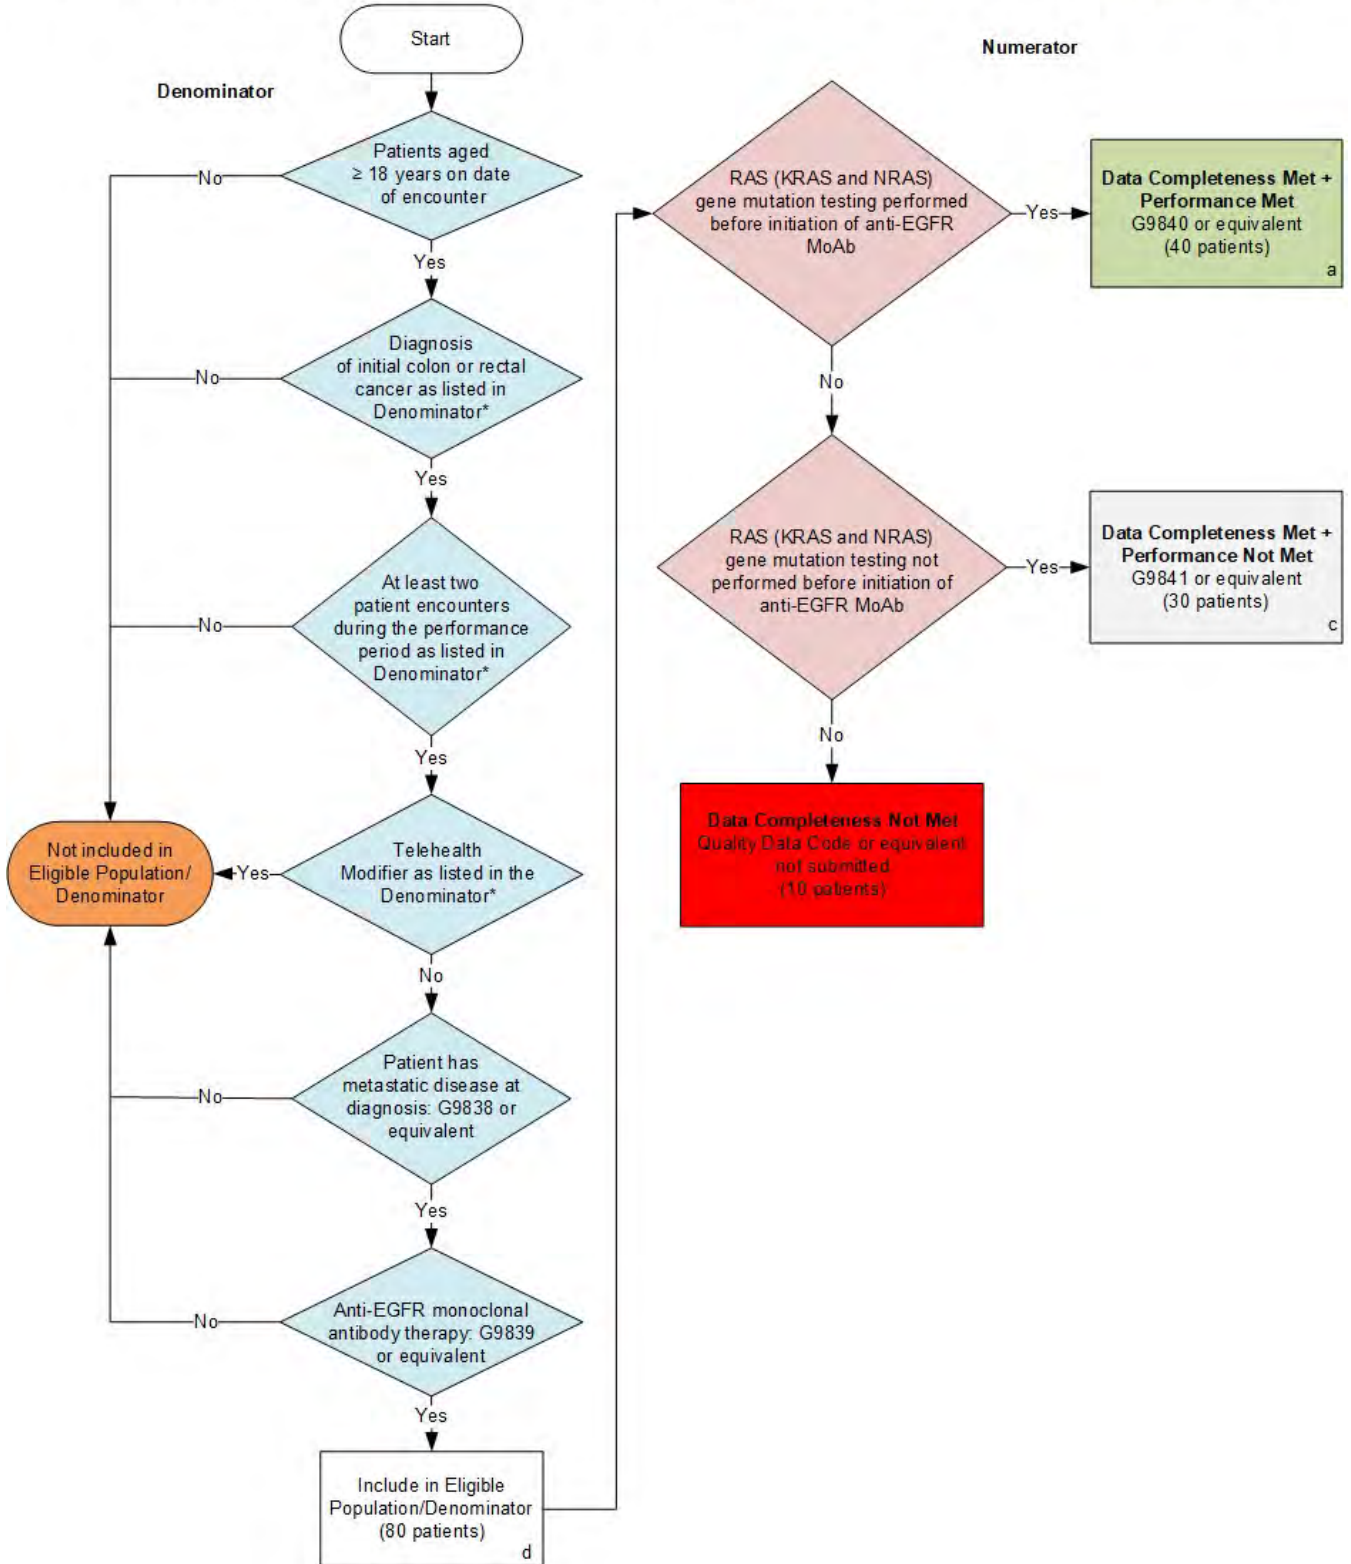 Start
Numerator
Denominator
Patients aged
≥ 18 years on date
of encounter
No
Yes
Diagnosis
of initial colon or rectal
cancer as listed in
Denominator*
No
Yes
At least two
patient encounters
during the performance
period as listed in
Denominator*
No
Yes
Telehealth
Modifier as listed in the
Denominator*
Yes
Not included in
Eligible Population/
Denominator
No
Patient has
metastatic disease at
diagnosis: G9838 or
equivalent
No
Yes
Anti-EGFR monoclonal
antibody therapy: G9839
or equivalent
No
Yes
Include in Eligible
Population/Denominator
(80 patients)
d
RAS (KRAS and NRAS)
gene mutation testing performed
before initiation of anti-EGFR
MoAb
Yes
Data Completeness Met +
Performance Met
G9840 or equivalent
(40 patients)
a
No
RAS (KRAS and NRAS)
gene mutation testing not
performed before initiation of
anti-EGFR MoAb
Yes
Data Completeness Met +
Performance Not Met
G9841 or equivalent
(30 patients)
c
No
Data Completeness Not Met
Quality Data Code or equivalent
not submitted
(10 patients)